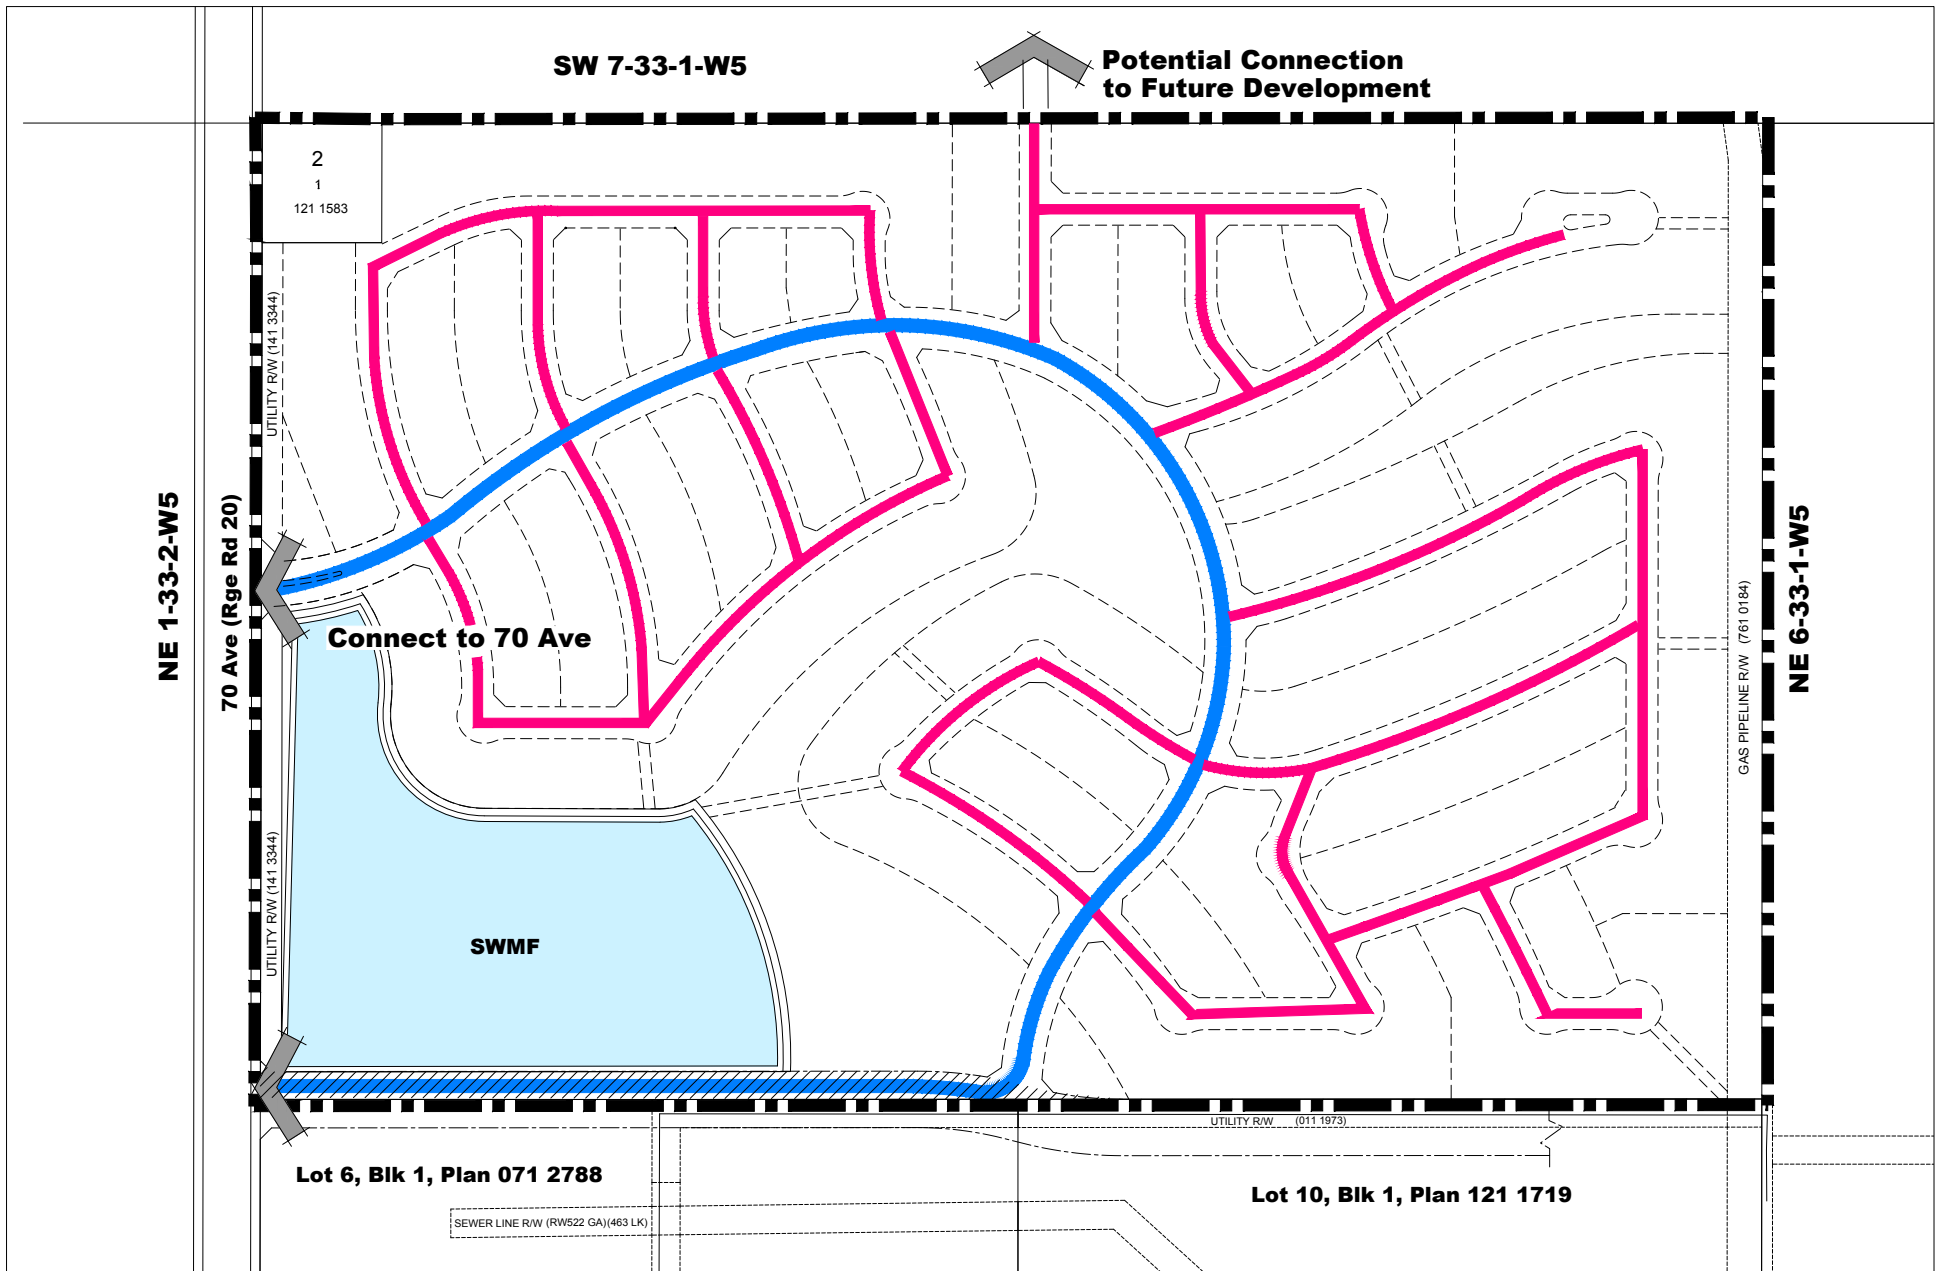 SW 7-33-1-W5
Potential Connection
to Future Development
2
1
121 1583
UTILITY R/W (141 3344)
NE 1-33-2-W5
70 Ave (Rge Rd 20)
Connect to 70 Ave
GAS PIPELINE R/W (761 0184)
NE 6-33-1-W5
UTILITY R/W (141 3344)
SWMF
UTILITY R/W (011 1973)
Lot 6, Blk 1, Plan 071 2788
Lot 10, Blk 1, Plan 121 1719
SEWER LINE R/W (RW522 GA)(463 LK)